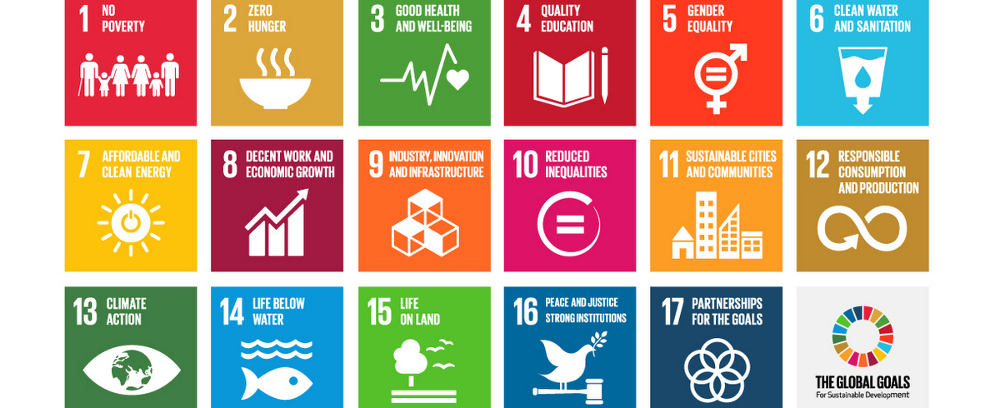 1 NO
POVERTY
2 ZERO
HUNGER
3 GOOD HEALTH
AND WELL-BEING
4 QUALITY
EDUCATION
5 GENDER
EQUALITY
6 CLEAN WATER
AND SANITATION
7 AFFORDABLE AND
CLEAN ENERGY
8 DECENT WORK AND
ECONOMIC GROWTH
9 INDUSTRY, INNOVATION
AND INFRASTRUCTURE
10 REDUCED
INEQUALITIES
11 SUSTAINABLE CITIES
AND COMMUNITIES
12 RESPONSIBLE
CONSUMPTION
AND PRODUCTION
13 CLIMATE
ACTION
14 LIFE BELOW
WATER
15 LIFE
ON LAND
16 PEACE AND JUSTICE
STRONG INSTITUTIONS
17 PARTNERSHIPS
FOR THE GOALS
THE GLOBAL GOALS
For Sustainable Development